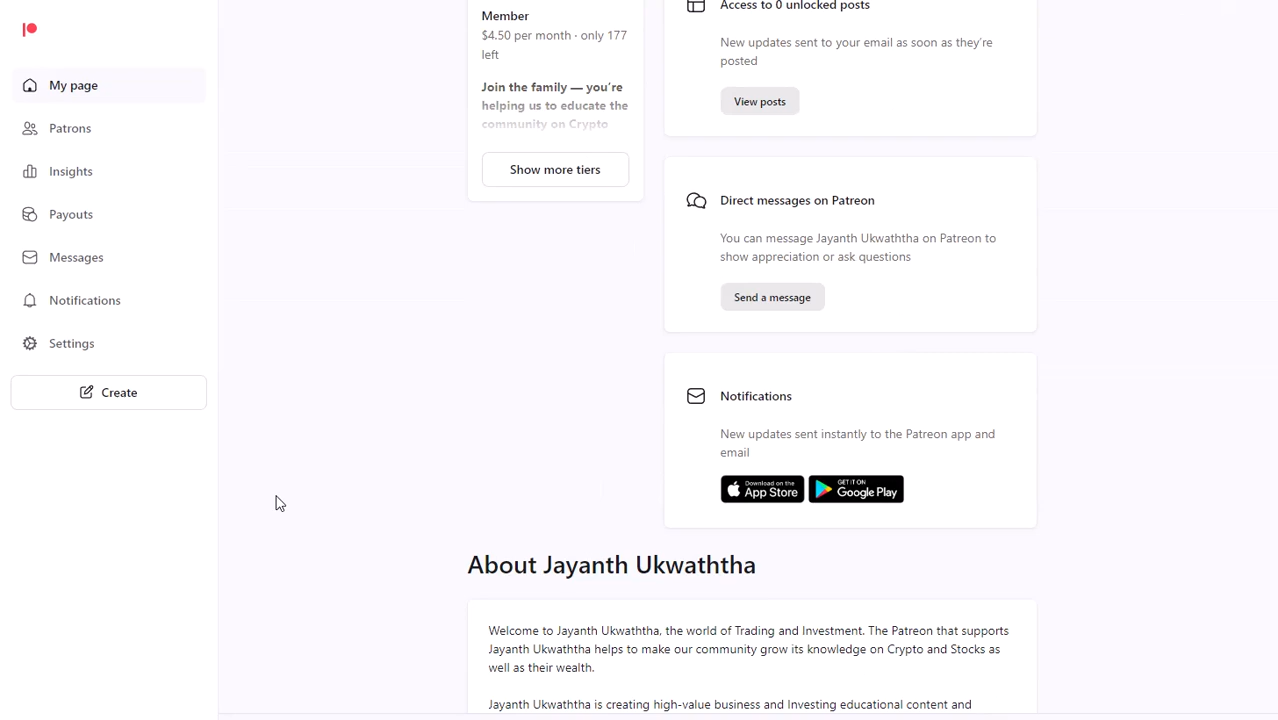 My page
Patrons
Insights
Payouts
Messages
Notifications
Settings
Create
Member
$4.50 per month · only 177
left
Join the family — you're
helping us to educate the
community on Crypto
Show more tiers
Access to 0 unlocked posts
New updates sent to your email as soon as they're
posted
View posts
Direct messages on Patreon
You can message Jayanth Ukwaththa on Patreon to
show appreciation or ask questions
Send a message
Notifications
New updates sent instantly to the Patreon app and
email
Download on the
App Store
GET IT ON
Google Play
About Jayanth Ukwaththa
Welcome to Jayanth Ukwaththa, the world of Trading and Investment. The Patreon that supports
Jayanth Ukwaththa helps to make our community grow its knowledge on Crypto and Stocks as
well as their wealth.
Jayanth Ukwaththa is creating high-value business and Investing educational content and